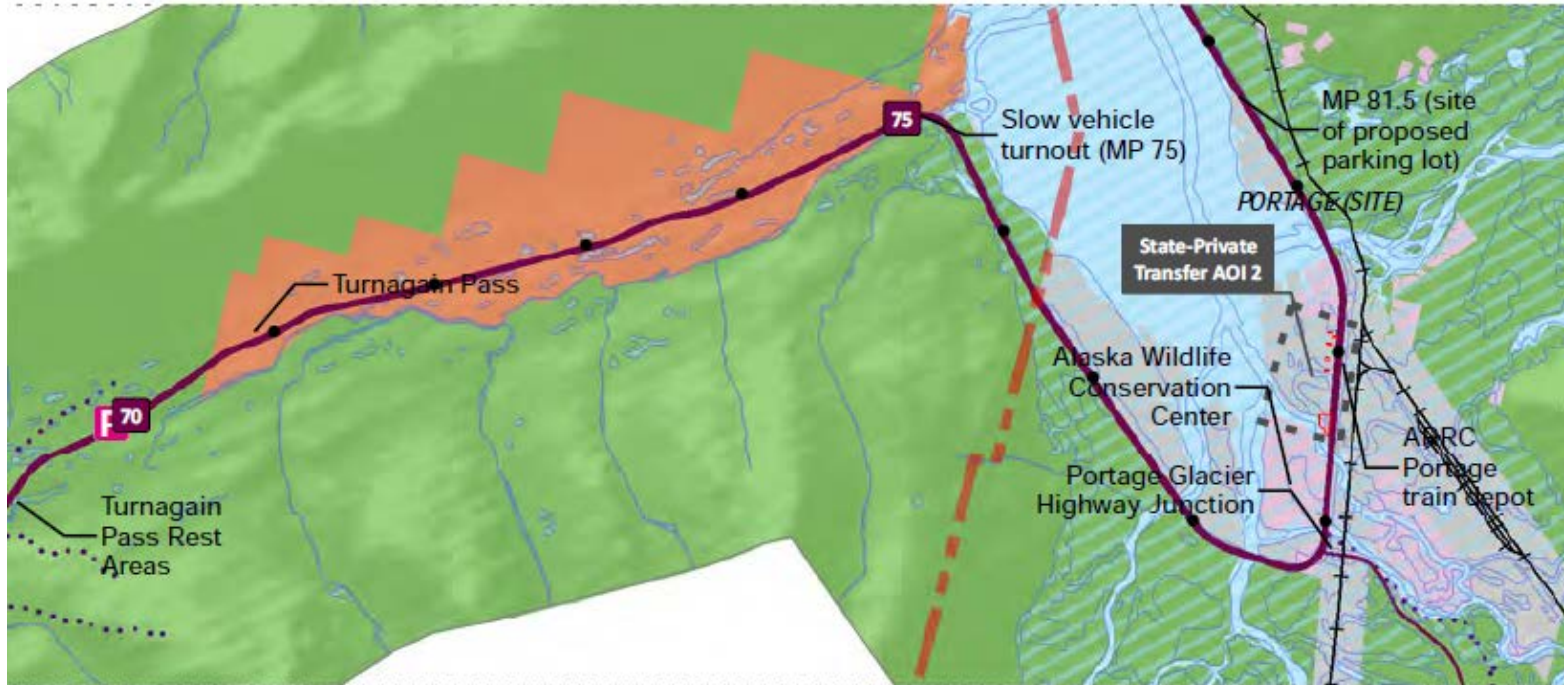 75
Slow vehicle
turnout (MP 75)
MP 81.5 (site
of proposed
parking lot)
PORTAGE (SITE)
State-Private
Transfer AOI 2
Turnagain Pass
Alaska Wildlife
Conservation
Center
P
70
ARRC
Portage
train depot
Portage Glacier
Highway Junction
Turnagain
Pass Rest
Areas